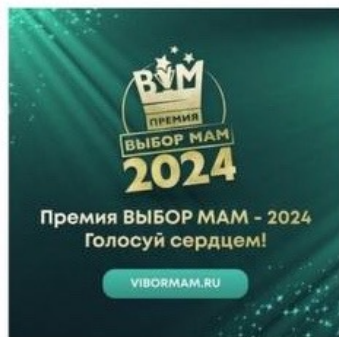 ВМ
ПРЕМИЯ
ВЫБОР МАМ
2024
Премия ВЫБОР МАМ - 2024
Голосуй сердцем!
VIBORMAM.RU